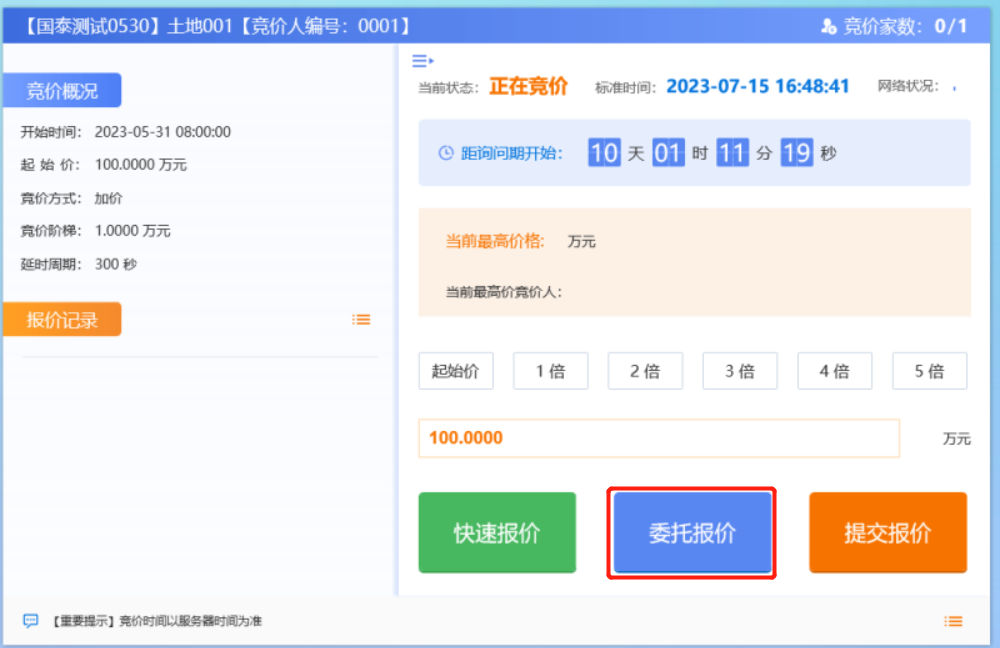 【国泰测试0530】土地001【竞价人编号：0001】
竞价家数： 0/1
竞价概况
开始时间： 2023-05-31 08:00:00
起 始 价： 100.0000 万元
竞价方式： 加价
竞价阶梯： 1.0000 万元
延时周期： 300 秒
报价记录
当前状态： 正在竞价 标准时间： 2023-07-15 16:48:41 网络状况：
距询问期开始： 10 天 01 时 11 分 19 秒
当前最高价格: 万元
当前最高价竞价人:
起始价 1 倍 2 倍 3 倍 4 倍 5 倍
100.0000 万元
快速报价 委托报价 提交报价
【重要提示】竞价时间以服务器时间为准